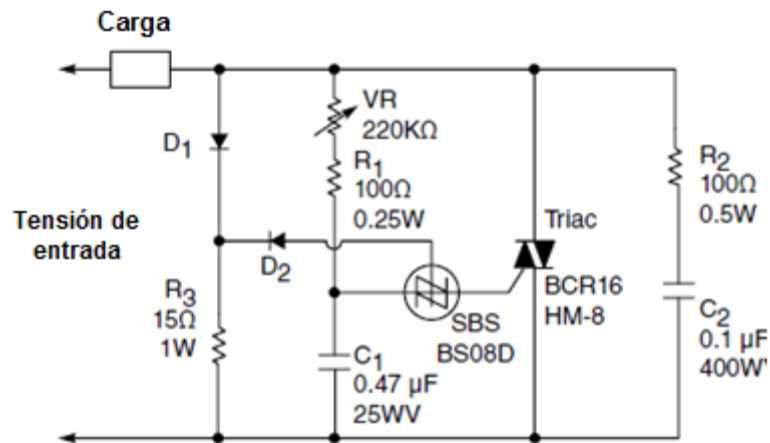 Carga
VR
220KΩ
D1
R1
100Ω
0.25W
R2
100Ω
0.5W
Tensión de
entrada
Triac
D2
BCR16
HM-8
R3
15Ω
1W
SBS
BS08D
C1
0.47 µF
25WV
C2
0.1 µF
400W